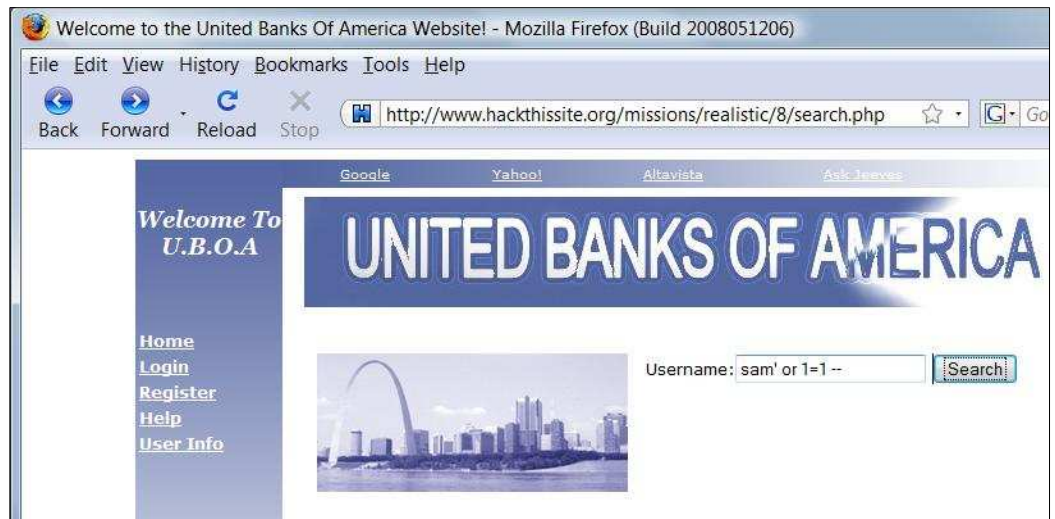 Welcome to the United Banks Of America Website! - Mozilla Firefox (Build 2008051206)
File Edit View History Bookmarks Tools Help
Back Forward Reload Stop http://www.hackthissite.org/missions/realistic/8/search.php G Go
Google Yahoo! Altavista Ask Jeeves
Welcome To
U.B.O.A
UNITED BANKS OF AMERICA
Home
Login
Register
Help
User Info
Username: sam' or 1=1 -- Search